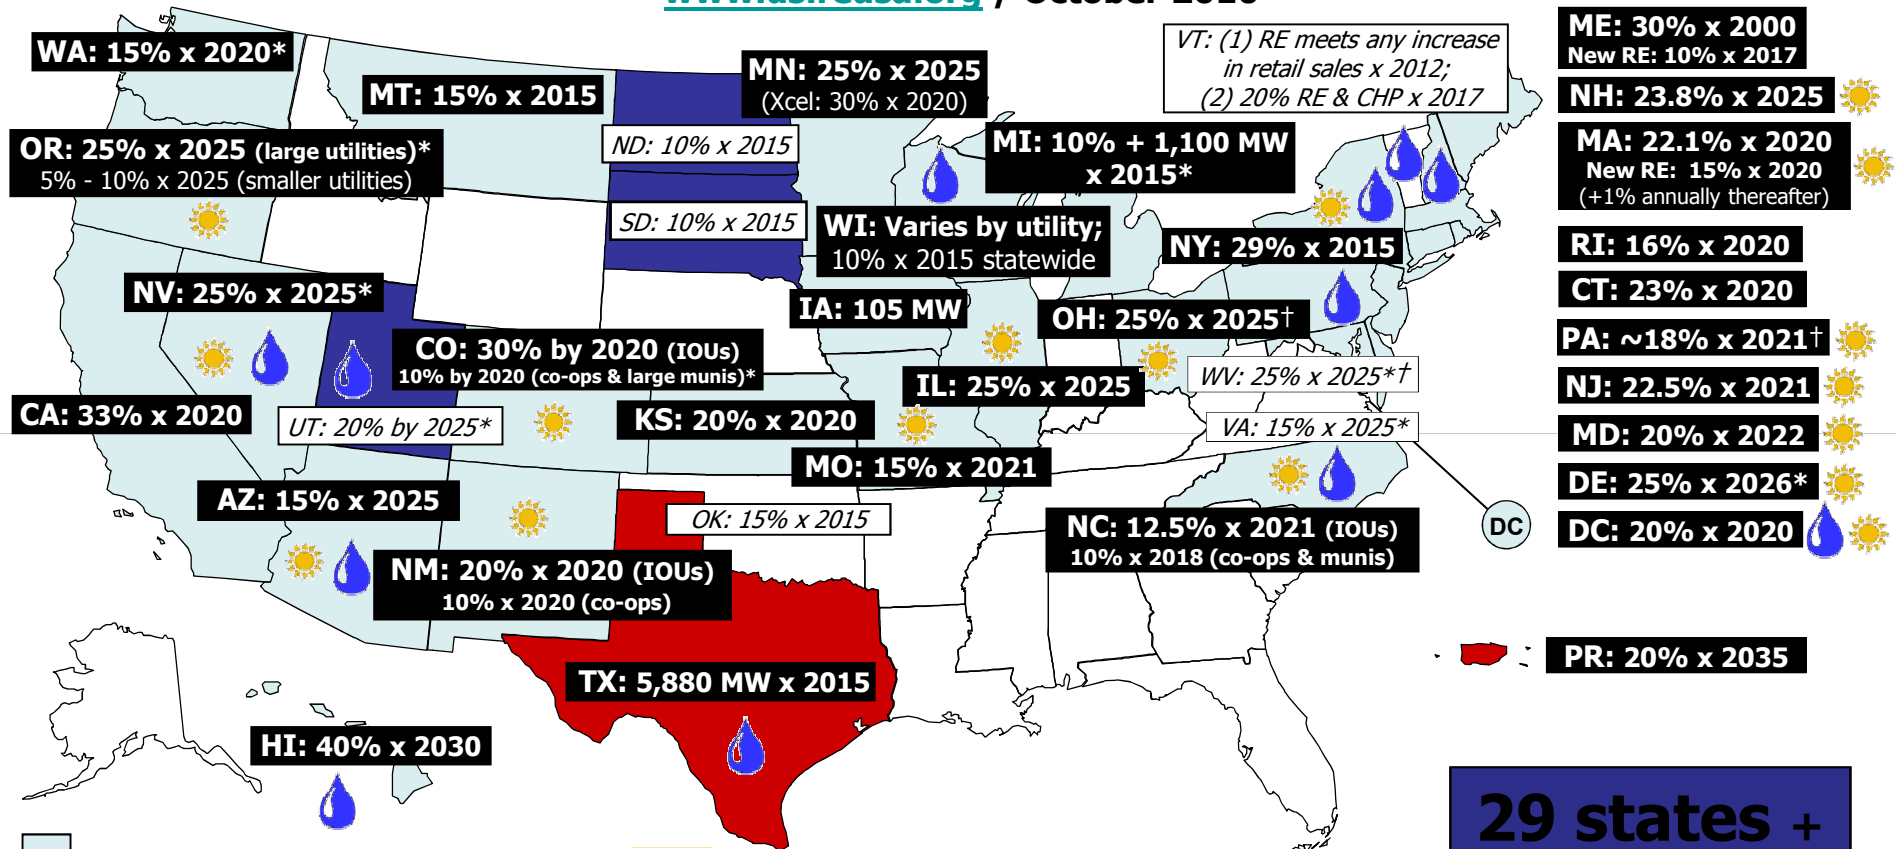 / October 2010
WA: 15% x 2020*
MT: 15% x 2015
MN: 25% x 2025
(Xcel: 30% x 2020)
VT: (1) RE meets any increase
in retail sales x 2012;
(2) 20% RE & CHP x 2017
ME: 30% x 2000
New RE: 10% x 2017
NH: 23.8% x 2025
OR: 25% x 2025 (large utilities)*
5% - 10% x 2025 (smaller utilities)
ND: 10% x 2015
MI: 10% + 1,100 MW
x 2015*
MA: 22.1% x 2020
New RE: 15% x 2020
(+1% annually thereafter)
SD: 10% x 2015
WI: Varies by utility;
10% x 2015 statewide
NY: 29% x 2015
RI: 16% x 2020
NV: 25% x 2025*
IA: 105 MW
OH: 25% x 2025†
CT: 23% x 2020
CO: 30% by 2020 (IOUs)
10% by 2020 (co-ops & large munis)*
PA: ~18% x 2021†
WV: 25% x 2025*†
IL: 25% x 2025
NJ: 22.5% x 2021
CA: 33% x 2020
UT: 20% by 2025*
KS: 20% x 2020
VA: 15% x 2025*
MD: 20% x 2022
MO: 15% x 2021
DE: 25% x 2026*
AZ: 15% x 2025
OK: 15% x 2015
NC: 12.5% x 2021 (IOUs)
10% x 2018 (co-ops & munis)
DC
DC: 20% x 2020
NM: 20% x 2020 (IOUs)
10% x 2020 (co-ops)
PR: 20% x 2035
TX: 5,880 MW x 2015
HI: 40% x 2030
29 states +